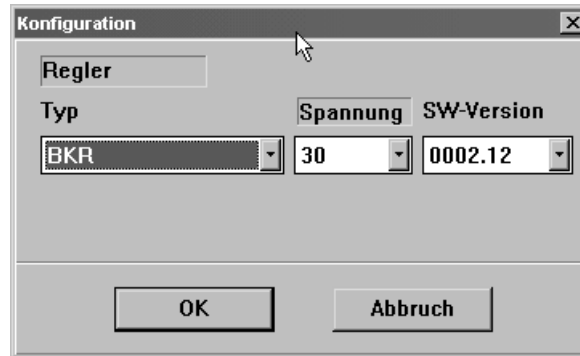 Konfiguration
Regler
Typ Spannung SW-Version
BKR 30 0002.12
OK Abbruch